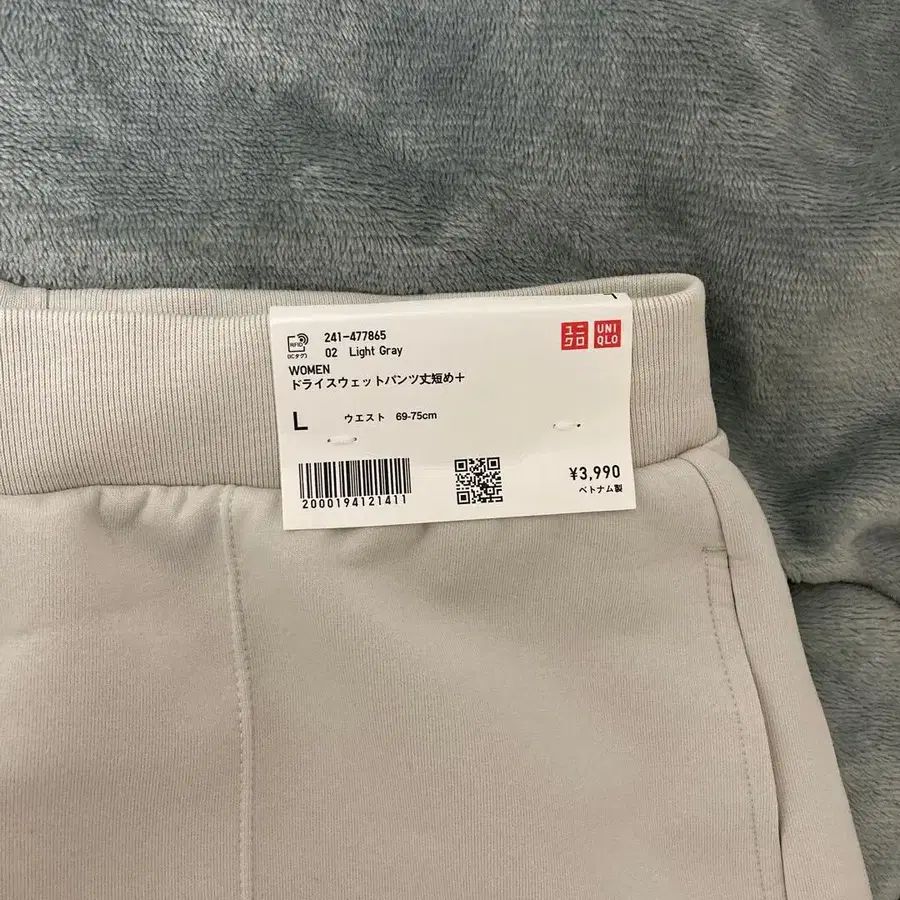 241-477865
02 Light Gray
RFID
(ICタグ)
ユニクロ
UNIQLO
WOMEN
ドライスウェットパンツ丈短め＋
L ウエスト 69-75cm
2000194121411
¥3,990
ベトナム製